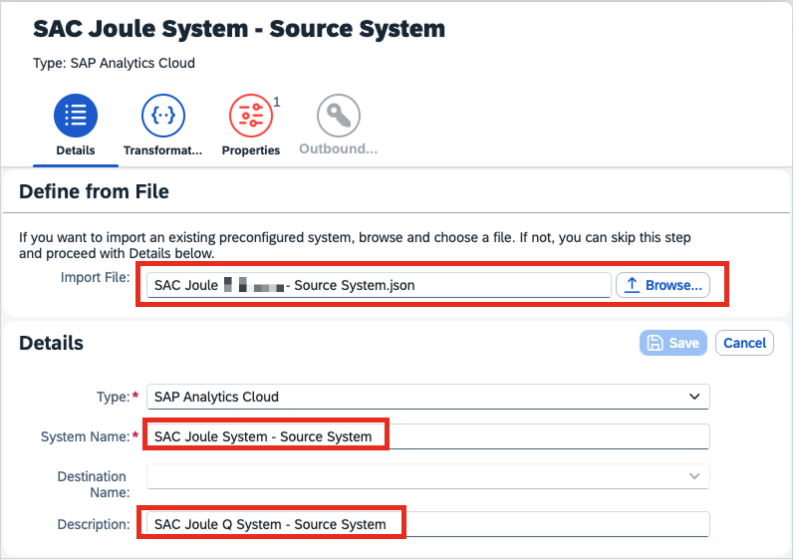 SAC Joule System - Source System
Type: SAP Analytics Cloud
1
Details Transformat... Properties Outbound...
Define from File
If you want to import an existing preconfigured system, browse and choose a file. If not, you can skip this step
and proceed with Details below.
Import File: SAC Joule - Source System.json Browse...
Details Save Cancel
Type:* SAP Analytics Cloud
System Name:* SAC Joule System - Source System
Destination
Name:
Description: SAC Joule Q System - Source System